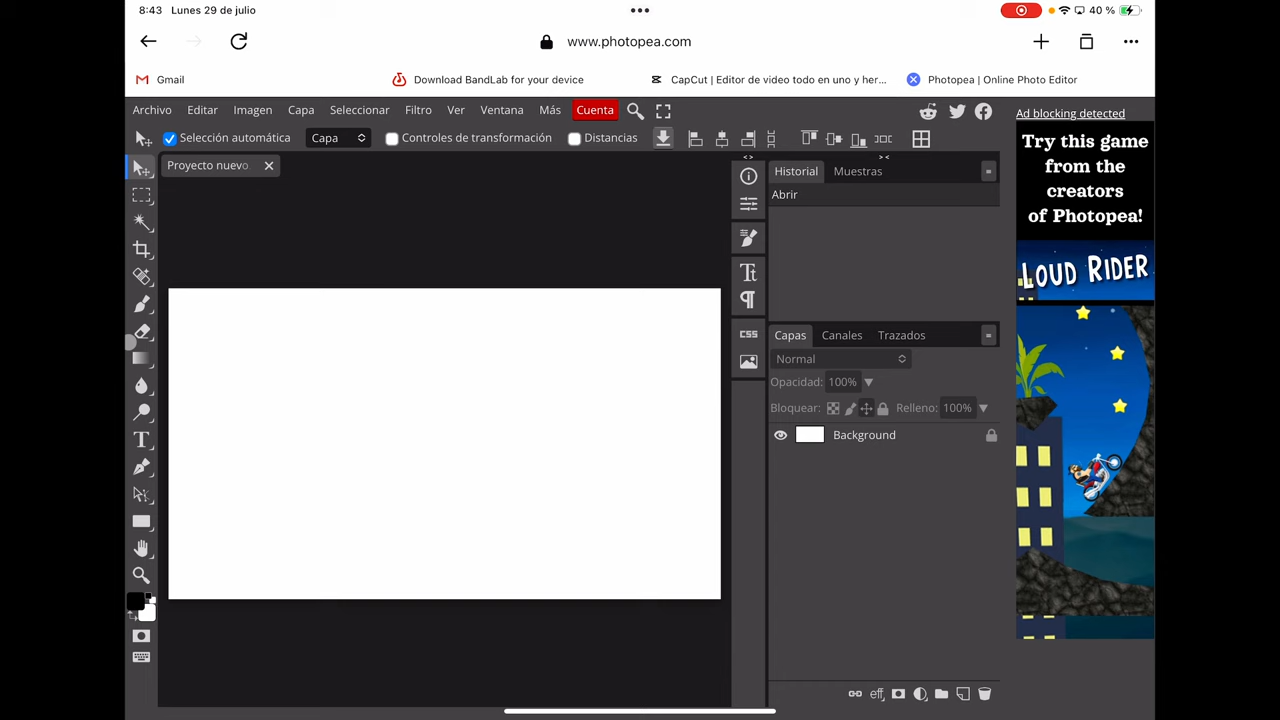 8:43 Lunes 29 de julio
40 %
www.photopea.com
Gmail
Download BandLab for your device
CapCut | Editor de video todo en uno y her...
Photopea | Online Photo Editor
Archivo Editar Imagen Capa Seleccionar Filtro Ver Ventana Más Cuenta
Ad blocking detected
Selección automática Capa Controles de transformación Distancias
Try this game
from the
creators
of Photopea!
LOUD RIDER
Proyecto nuevo
Historial Muestras
Abrir
CSS
Capas Canales Trazados
Normal
Opacidad: 100%
Bloquear: Relleno: 100%
Background
eff